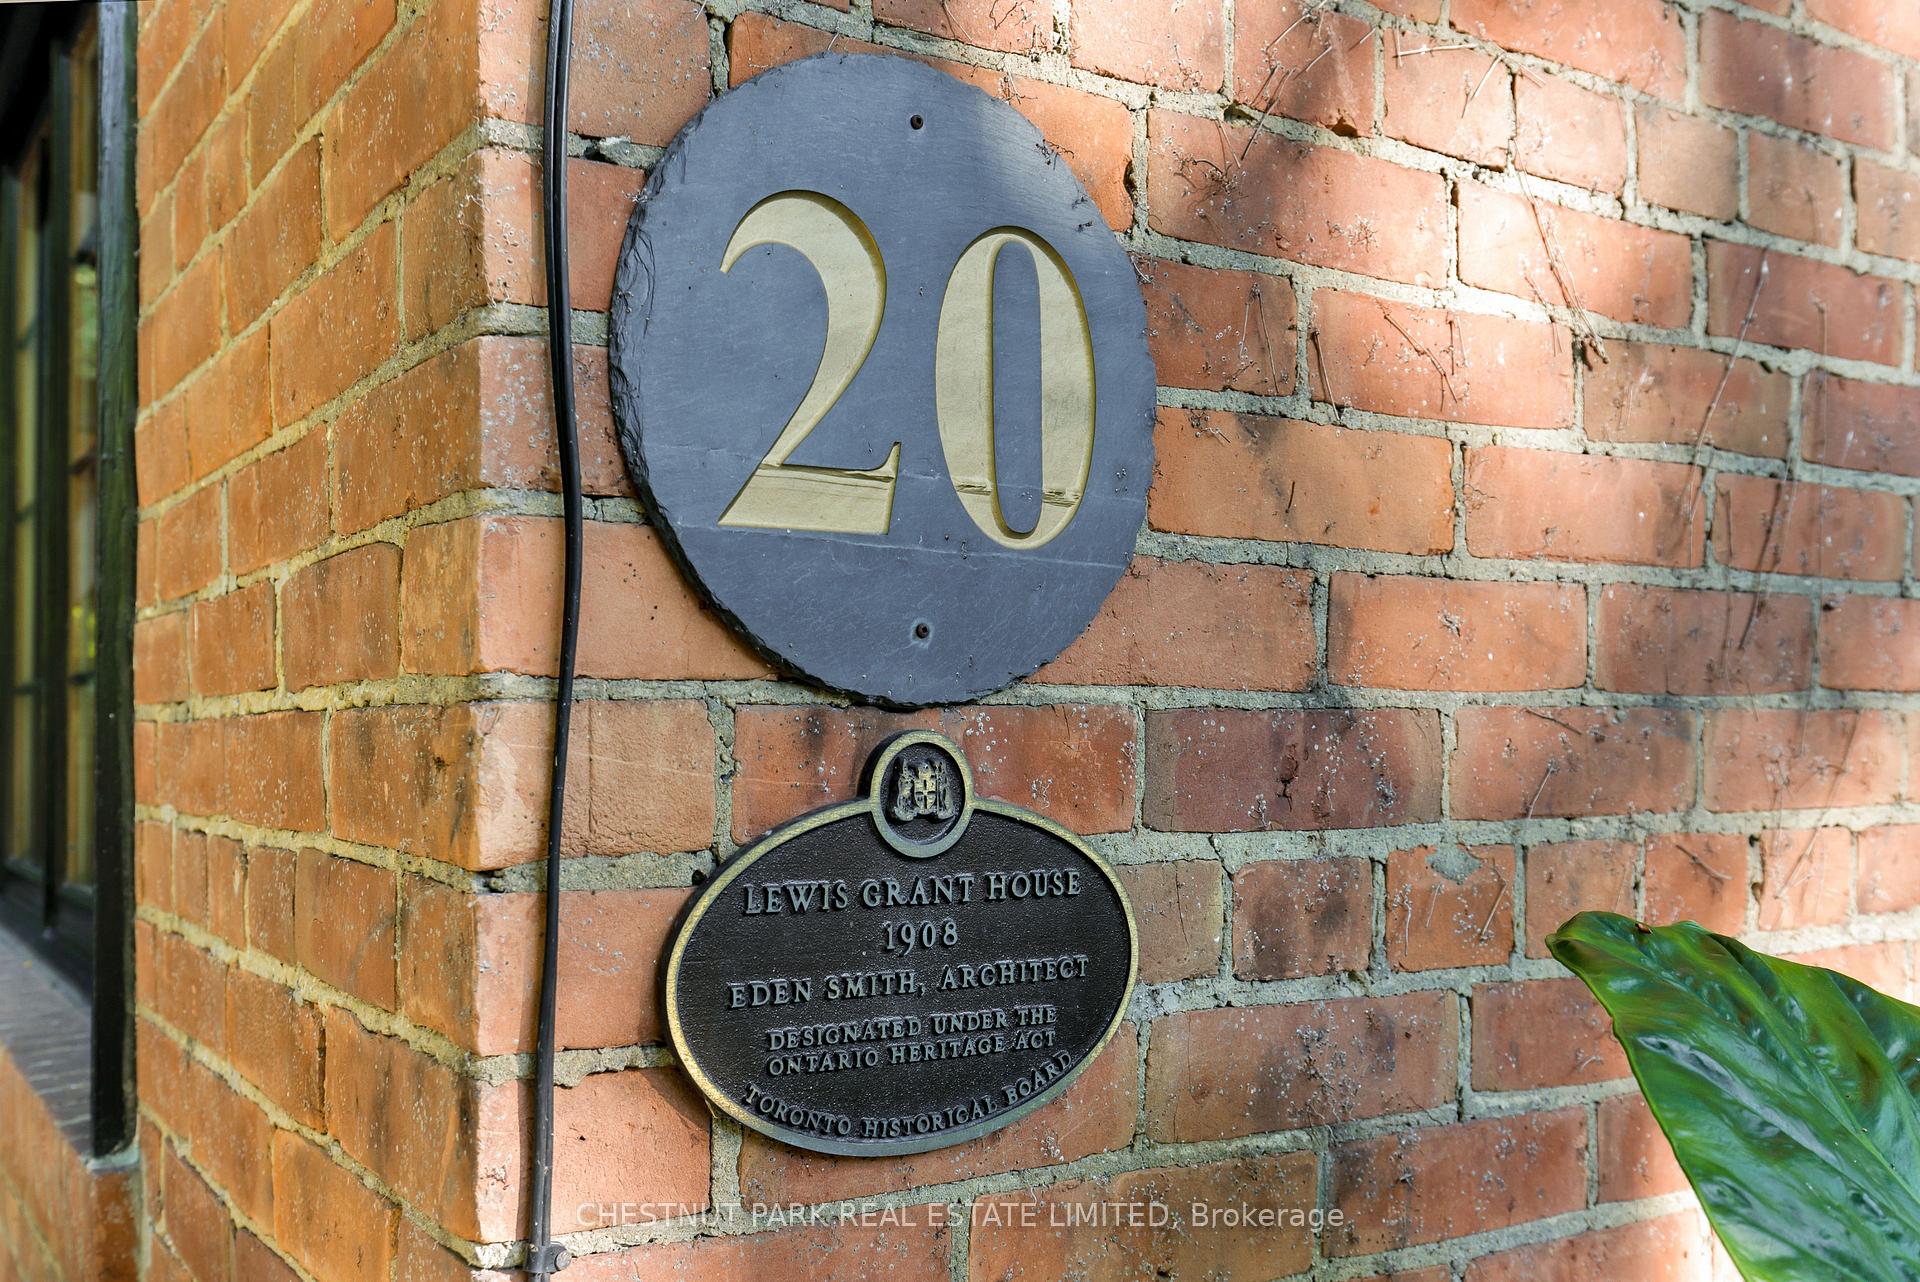 20
LEWIS GRANT HOUSE
1908
EDEN SMITH, ARCHITECT
DESIGNATED UNDER THE
ONTARIO HERITAGE ACT
TORONTO HISTORICAL BOARD
CHESTNUT PARK REAL ESTATE LIMITED, Brokerage